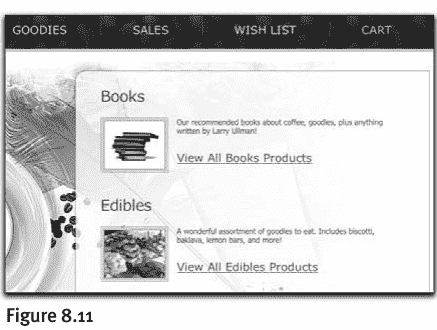 GOODIES SALES WISH LIST CART
Books
Our recommended books about coffee, goodies, plus anything
written by Larry Ullman!
View All Books Products
Edibles
A wonderful assortment of goodies to eat. Includes biscotti,
baklava, lemon bars, and more!
View All Edibles Products
Figure 8.11